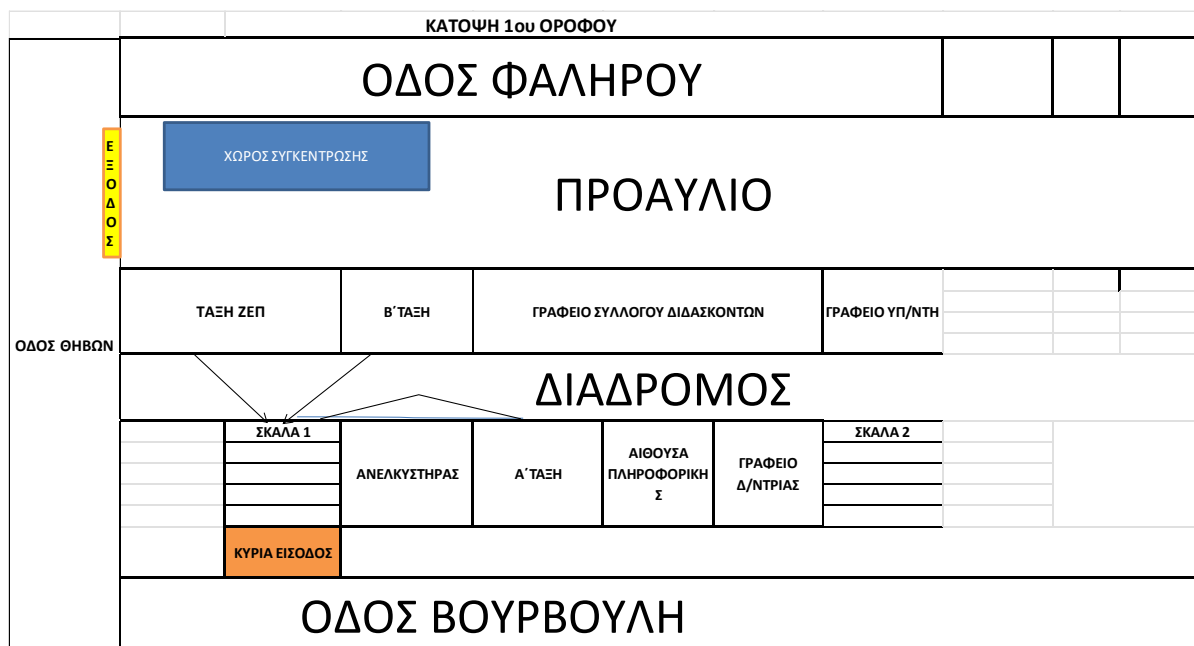 ΚΑΤΟΨΗ 1ου ΟΡΟΦΟΥ
ΟΔΟΣ ΦΑΛΗΡΟΥ
ΕΞΟΔΟΣ
ΧΩΡΟΣ ΣΥΓΚΕΝΤΡΩΣΗΣ
ΠΡΟΑΥΛΙΟ
ΟΔΟΣ ΘΗΒΩΝ
ΤΑΞΗ ΖΕΠ
Β΄ΤΑΞΗ
ΓΡΑΦΕΙΟ ΣΥΛΛΟΓΟΥ ΔΙΔΑΣΚΟΝΤΩΝ
ΓΡΑΦΕΙΟ ΥΠ/ΝΤΗ
ΔΙΑΔΡΟΜΟΣ
ΣΚΑΛΑ 1
ΑΝΕΛΚΥΣΤΗΡΑΣ
Α΄ΤΑΞΗ
ΑΙΘΟΥΣΑ
ΠΛΗΡΟΦΟΡΙΚΗ
Σ
ΓΡΑΦΕΙΟ
Δ/ΝΤΡΙΑΣ
ΣΚΑΛΑ 2
ΚΥΡΙΑ ΕΙΣΟΔΟΣ
ΟΔΟΣ ΒΟΥΡΒΟΥΛΗ